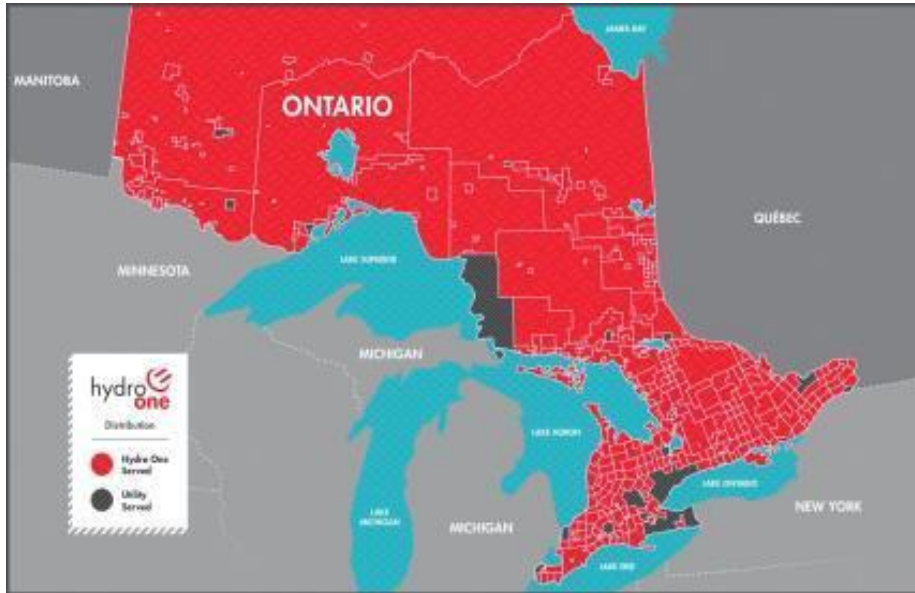 JAMES BAY
MANITOBA
ONTARIO
QUÉBEC
LAKE SUPERIOR
MINNESOTA
MICHIGAN
hydro
one
Distribution
Hydro One
Served
Utility
Served
LAKE HURON
LAKE ONTARIO
LAKE
MICHIGAN
MICHIGAN
NEW YORK
LAKE ERIE